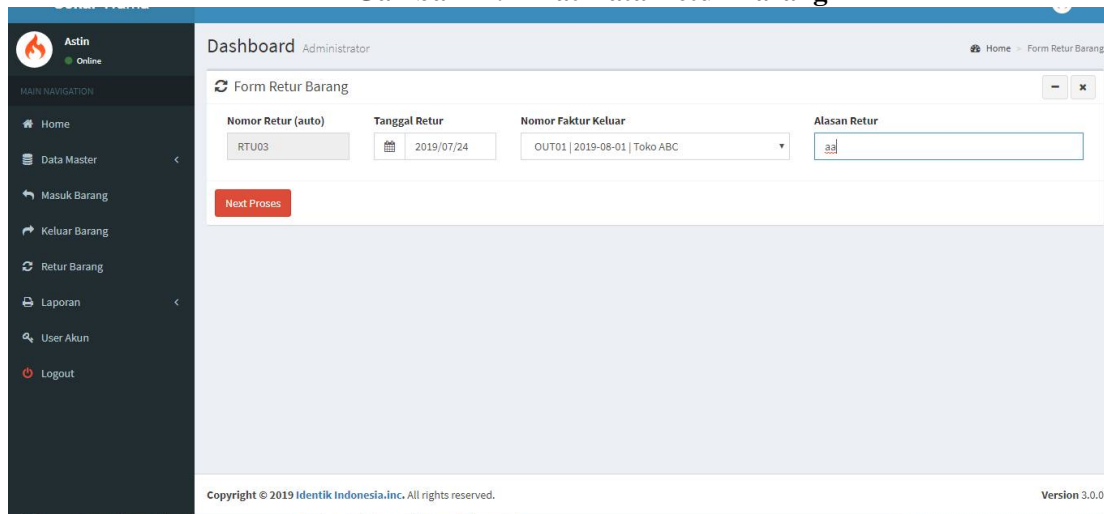 Astin
Online
Dashboard Administrator
Home > Form Retur Barang
MAIN NAVIGATION
Home
Data Master
Masuk Barang
Keluar Barang
Retur Barang
Laporan
User Akun
Logout
Form Retur Barang
Nomor Retur (auto) Tanggal Retur Nomor Faktur Keluar Alasan Retur
RTU03 2019/07/24 OUT01 | 2019-08-01 | Toko ABC aa
Next Proses
Copyright © 2019 Identik Indonesia.inc. All rights reserved. Version 3.0.0